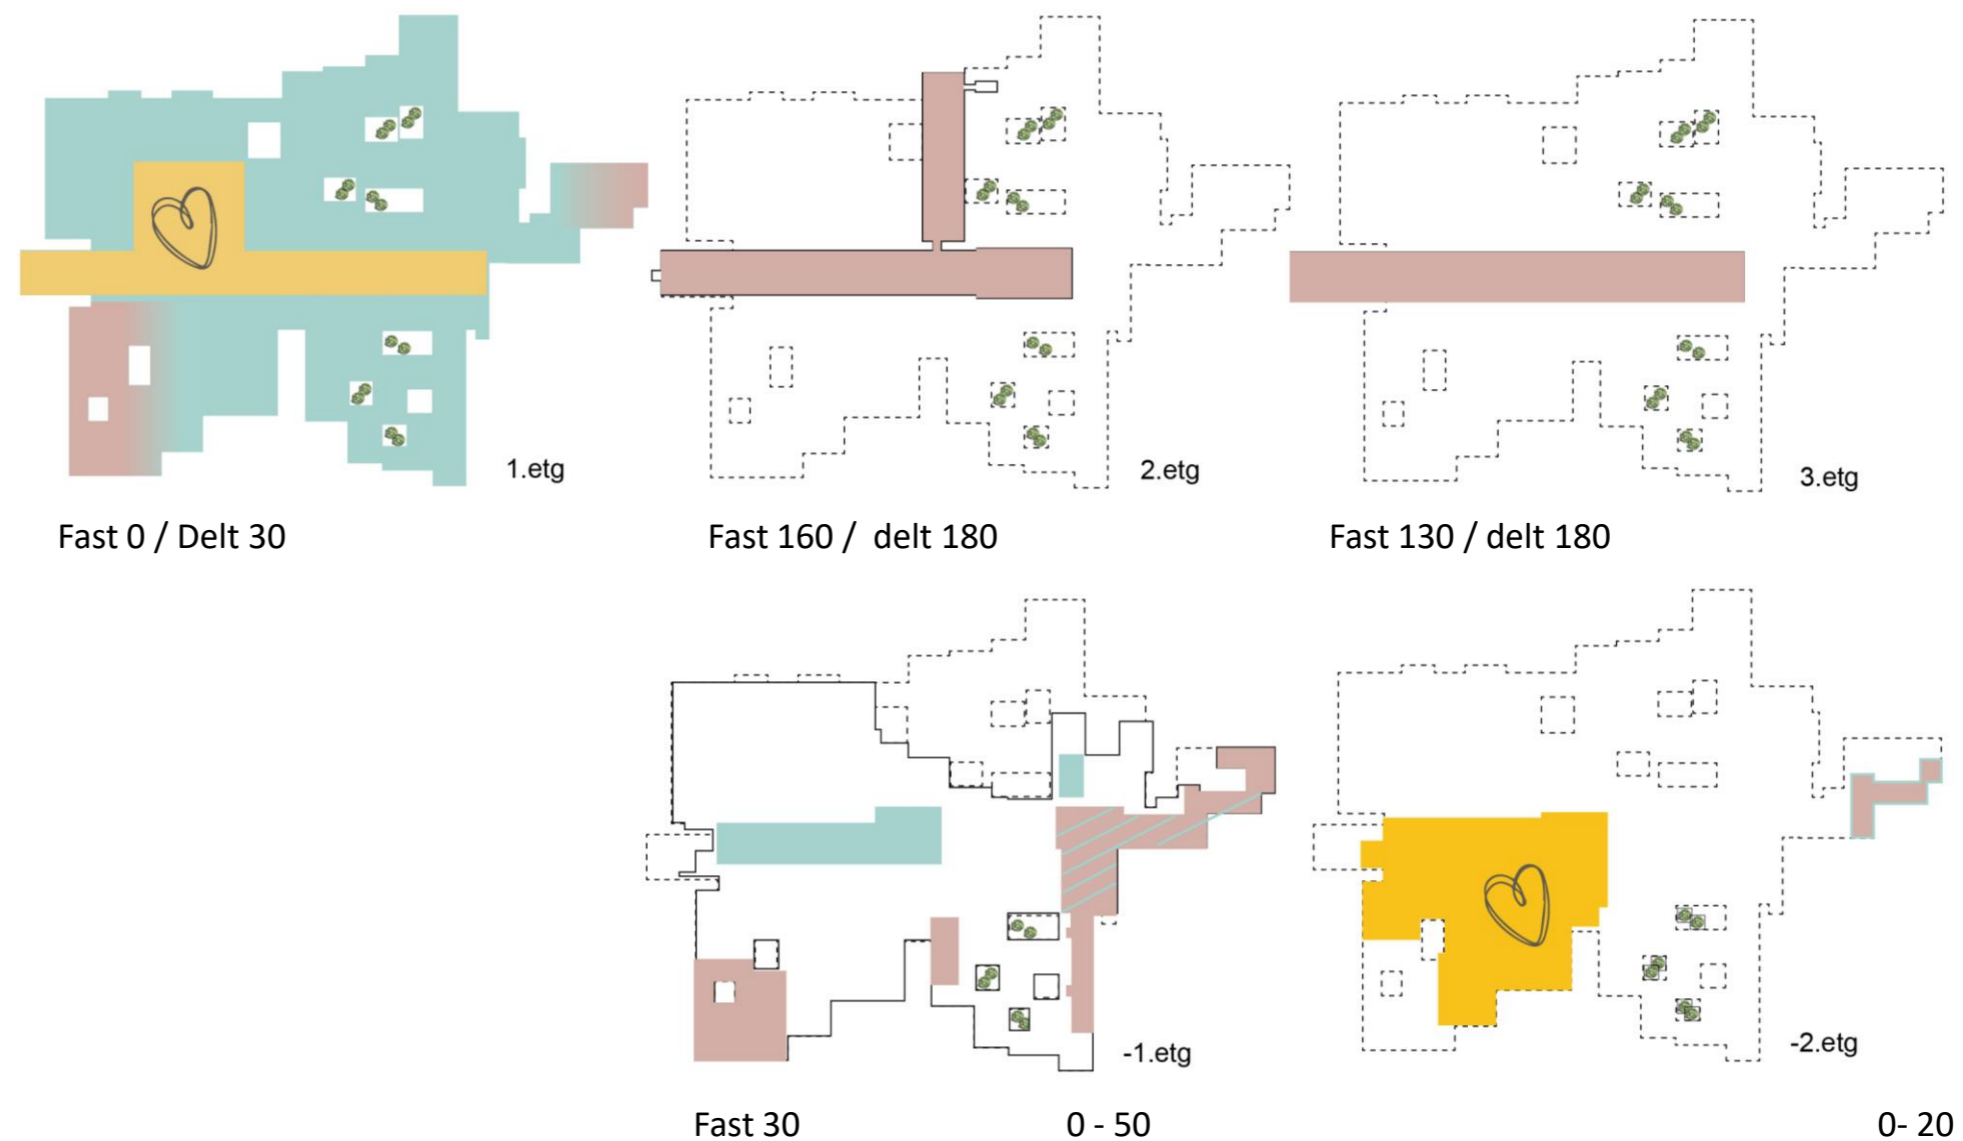 1.etg
2.etg
3.etg
Fast 0 / Delt 30
Fast 160 / delt 180
Fast 130 / delt 180
-1.etg
-2.etg
Fast 30
0 - 50
0- 20